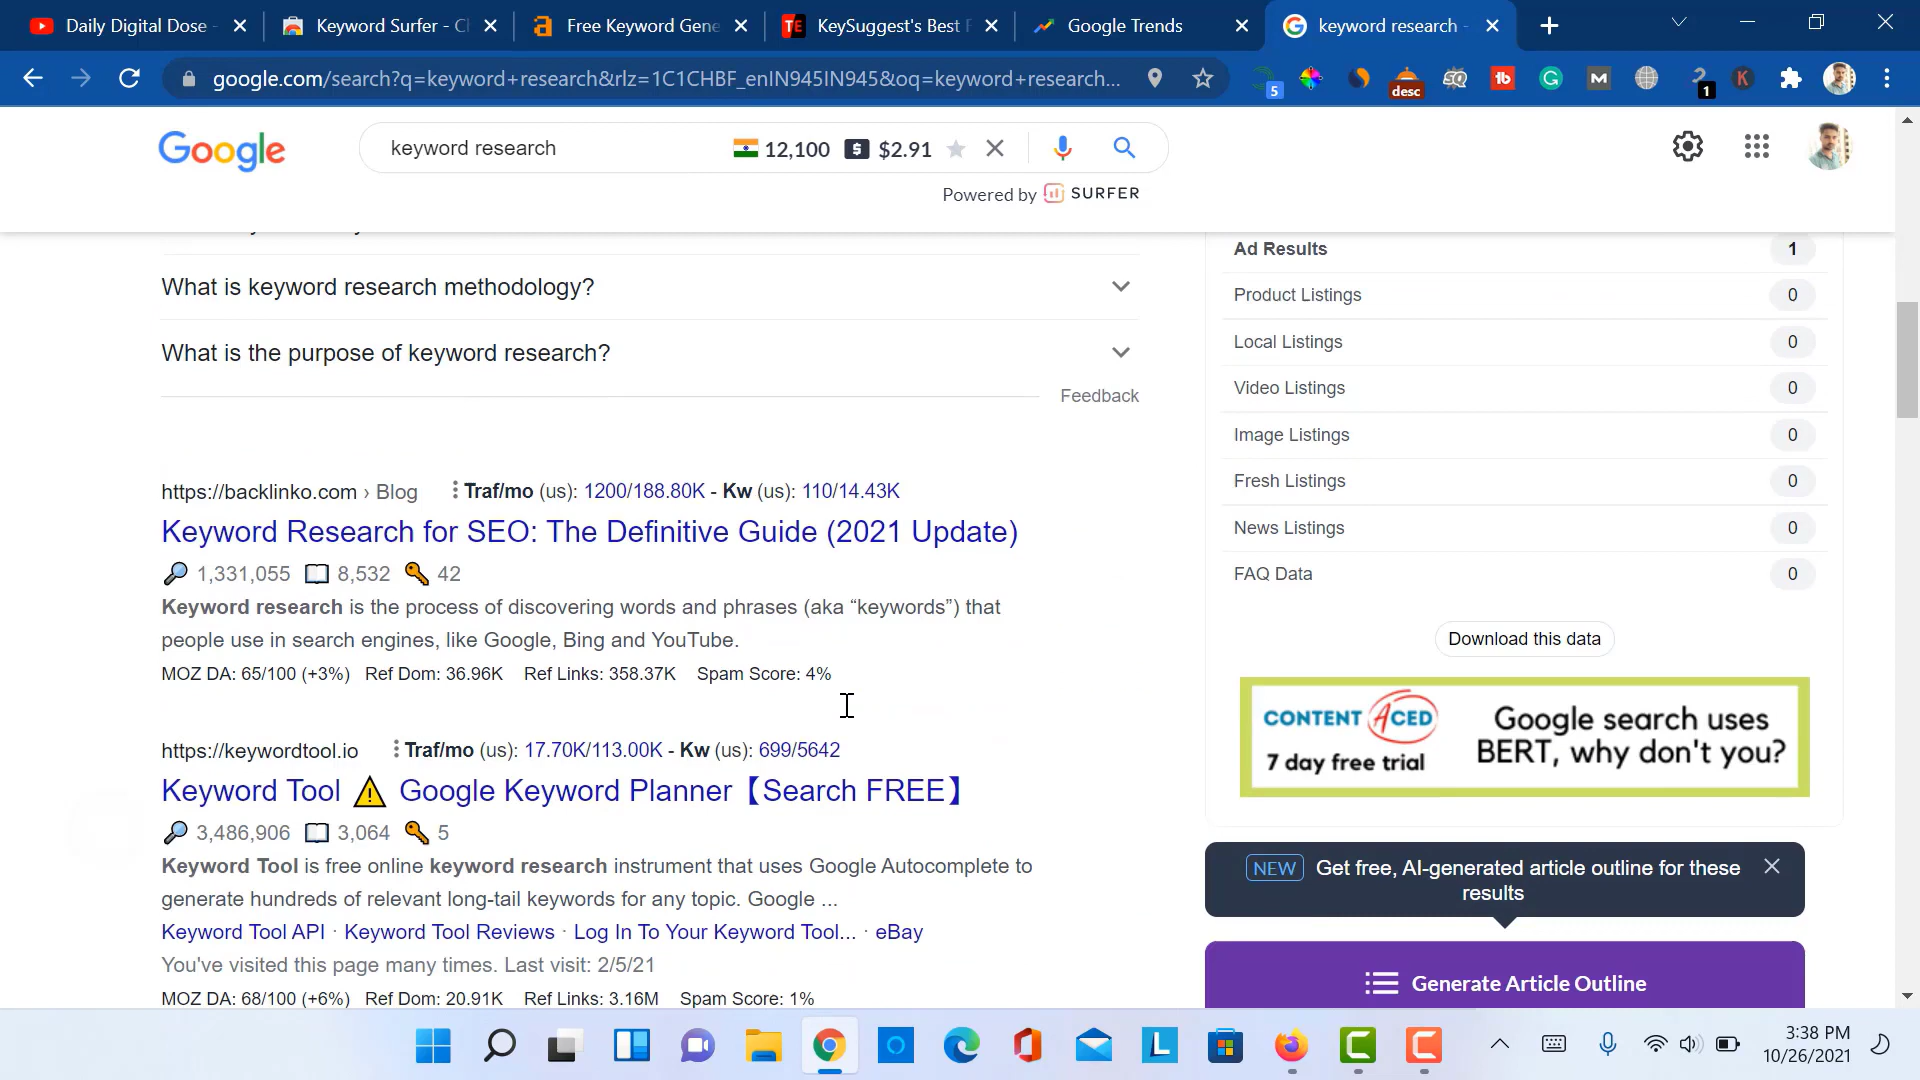 Daily Digital Dose -
Keyword Surfer - Ch
Free Keyword Gene
KeySuggest's Best F
Google Trends
keyword research -
google.com/search?q=keyword+research&rlz=1C1CHBF_enIN945IN945&oq=keyword+research...
5
desc
1
Google
keyword research
12,100
$2.91
Powered by SURFER
What is keyword research methodology?
What is the purpose of keyword research?
Feedback
https://backlinko.com › Blog
Traf/mo (us): 1200/188.80K - Kw (us): 110/14.43K
Keyword Research for SEO: The Definitive Guide (2021 Update)
1,331,055 8,532 42
Keyword research is the process of discovering words and phrases (aka “keywords”) that
people use in search engines, like Google, Bing and YouTube.
MOZ DA: 65/100 (+3%) Ref Dom: 36.96K Ref Links: 358.37K Spam Score: 4%
https://keywordtool.io
Traf/mo (us): 17.70K/113.00K - Kw (us): 699/5642
Keyword Tool ⚠ Google Keyword Planner【Search FREE】
3,486,906 3,064 5
Keyword Tool is free online keyword research instrument that uses Google Autocomplete to
generate hundreds of relevant long-tail keywords for any topic. Google ...
Keyword Tool API · Keyword Tool Reviews · Log In To Your Keyword Tool... · eBay
You've visited this page many times. Last visit: 2/5/21
MOZ DA: 68/100 (+6%) Ref Dom: 20.91K Ref Links: 3.16M Spam Score: 1%
Ad Results 1
Product Listings 0
Local Listings 0
Video Listings 0
Image Listings 0
Fresh Listings 0
News Listings 0
FAQ Data 0
Download this data
CONTENT ACED
7 day free trial
Google search uses
BERT, why don't you?
NEW Get free, AI-generated article outline for these
results
Generate Article Outline
3:38 PM
10/26/2021